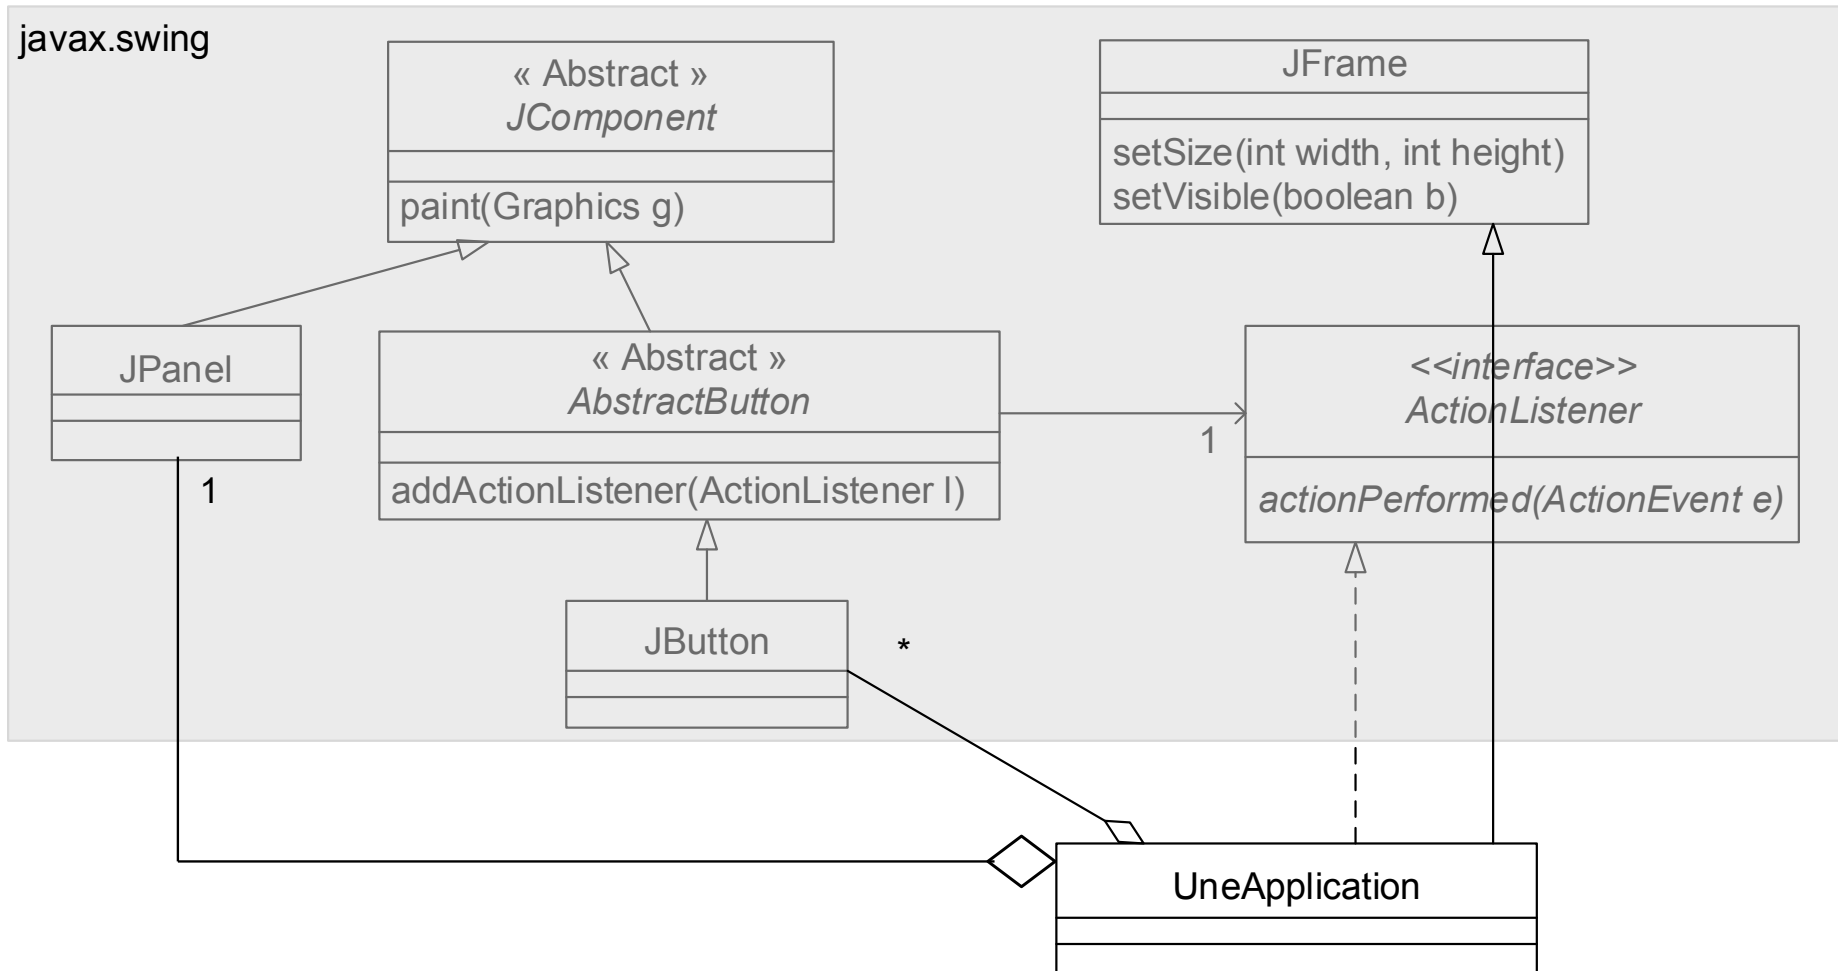 javax.swing
« Abstract »
JComponent
paint(Graphics g)
JFrame
setSize(int width, int height)
setVisible(boolean b)
JPanel
1
« Abstract »
AbstractButton
addActionListener(ActionListener l)
1
<<interface>>
ActionListener
actionPerformed(ActionEvent e)
JButton
*
UneApplication